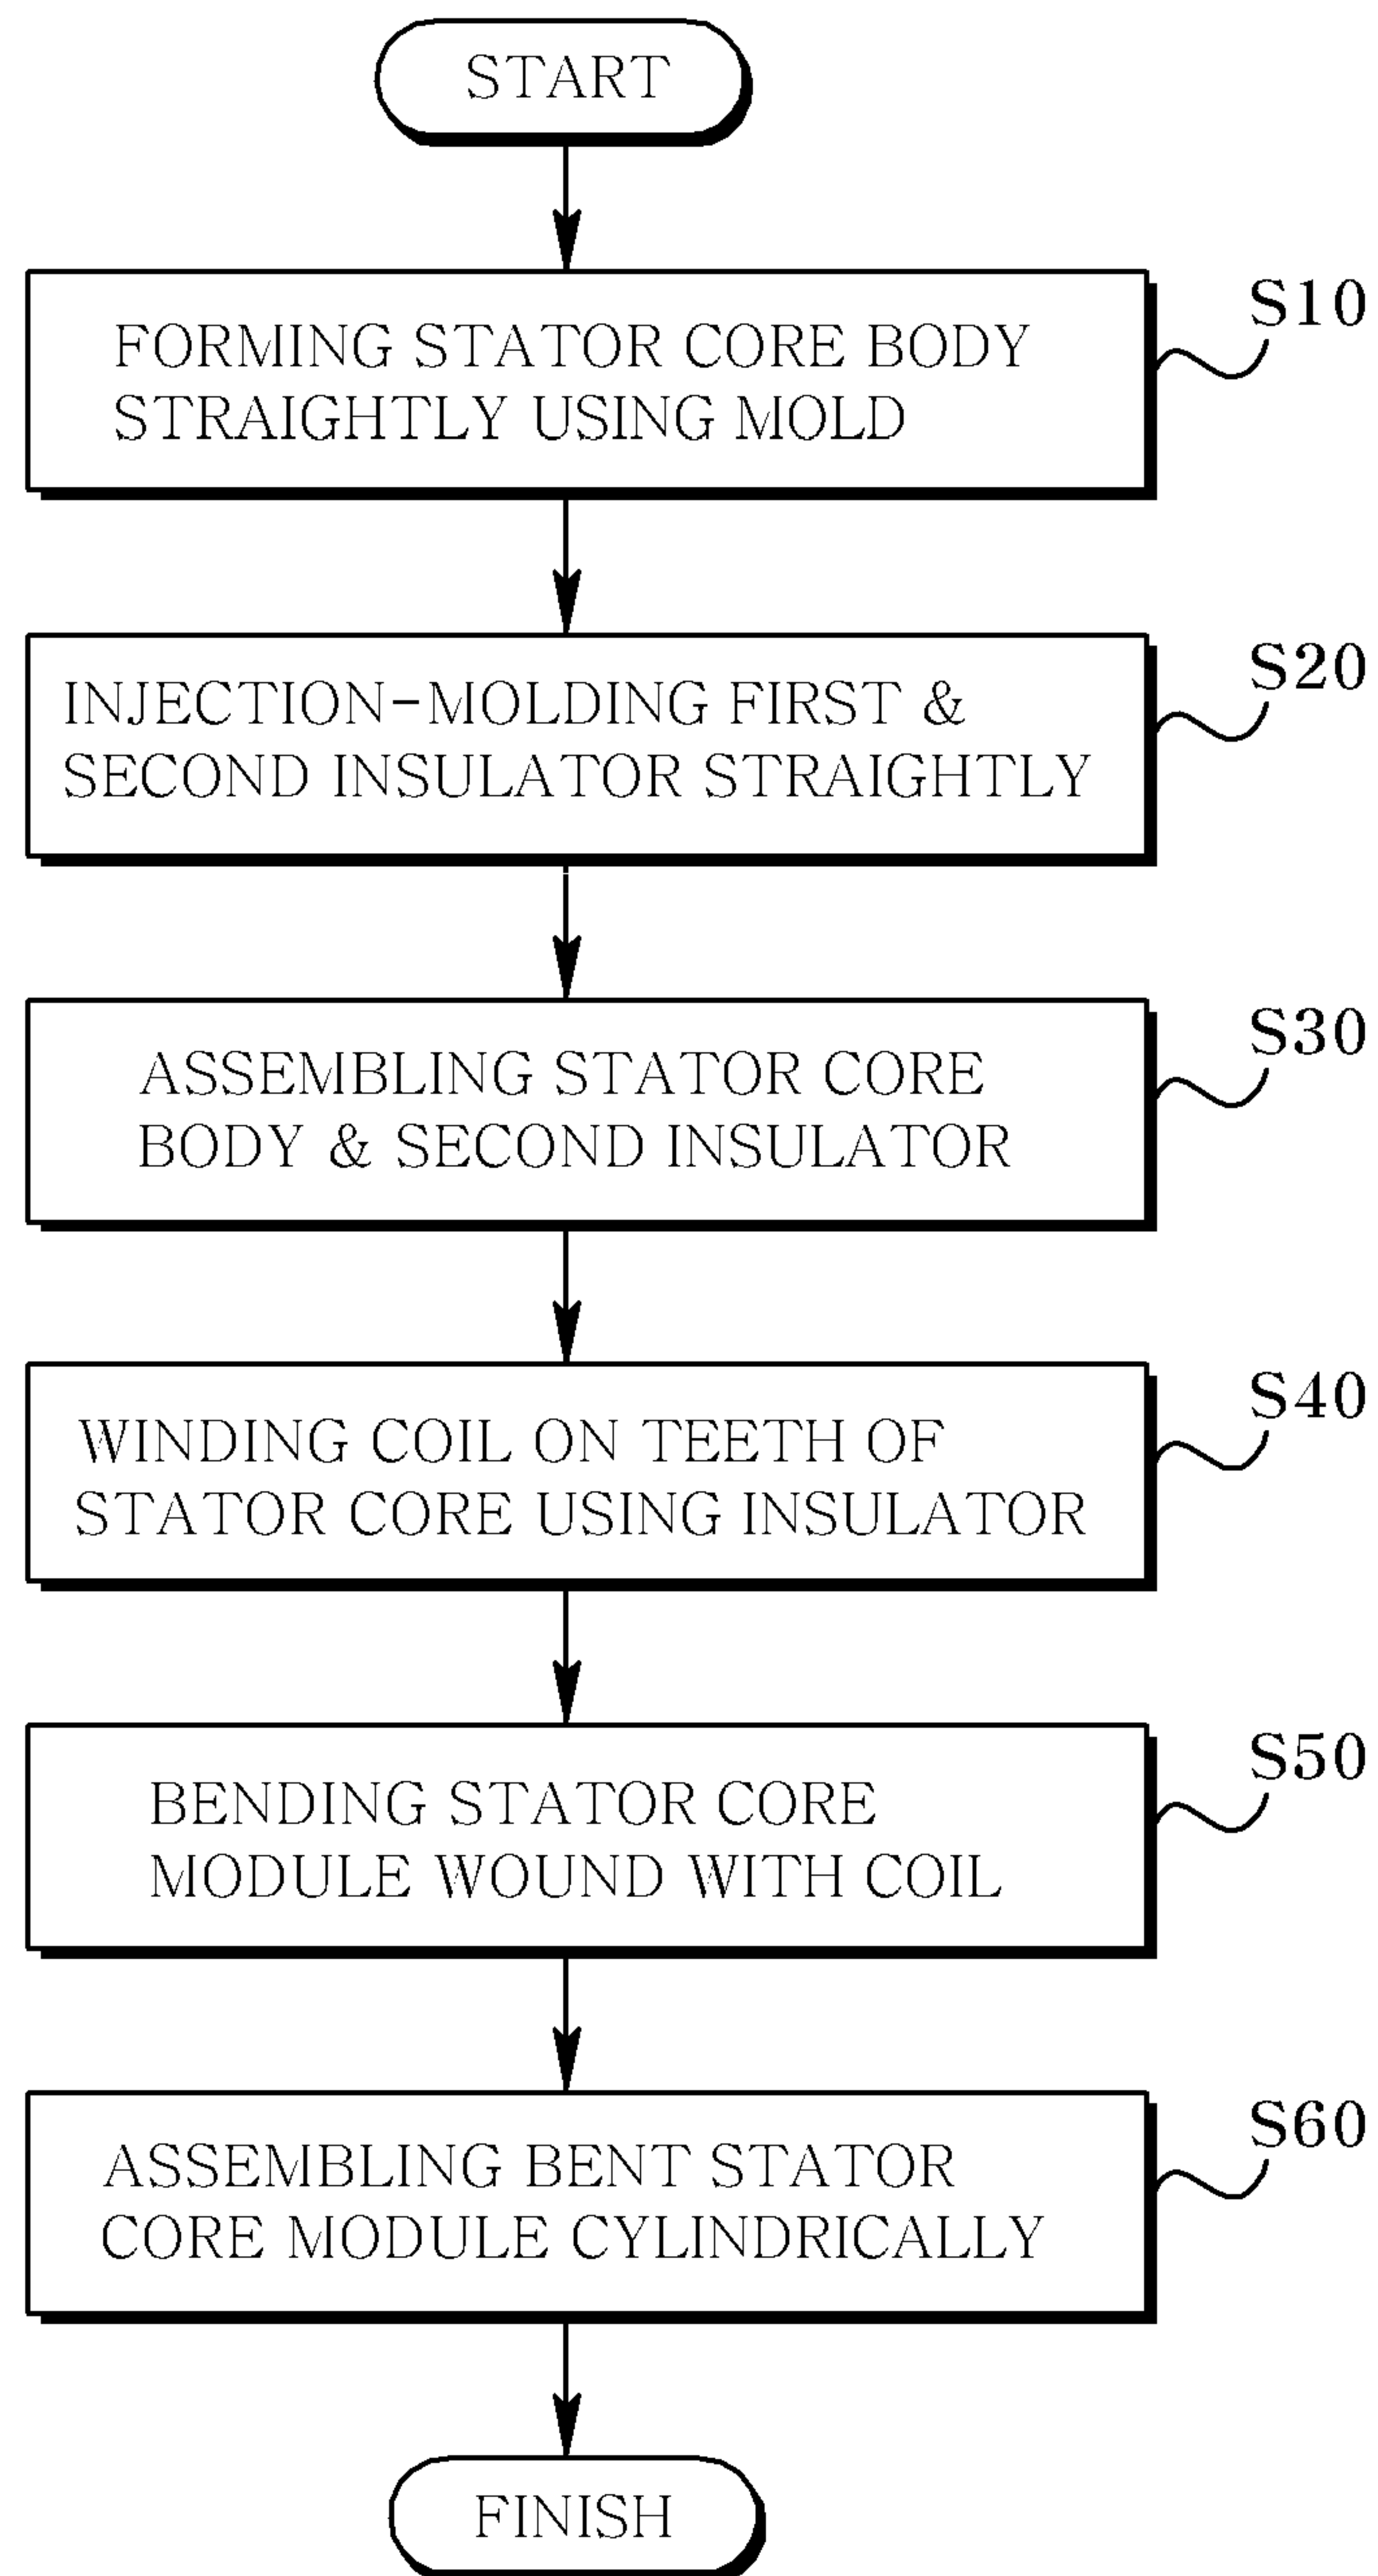 START
FORMING STATOR CORE BODY
STRAIGHTLY USING MOLD
S10
INJECTION-MOLDING FIRST &
SECOND INSULATOR STRAIGHTLY
S20
ASSEMBLING STATOR CORE
BODY & SECOND INSULATOR
S30
WINDING COIL ON TEETH OF
STATOR CORE USING INSULATOR
S40
BENDING STATOR CORE
MODULE WOUND WITH COIL
S50
ASSEMBLING BENT STATOR
CORE MODULE CYLINDRICALLY
S60
FINISH